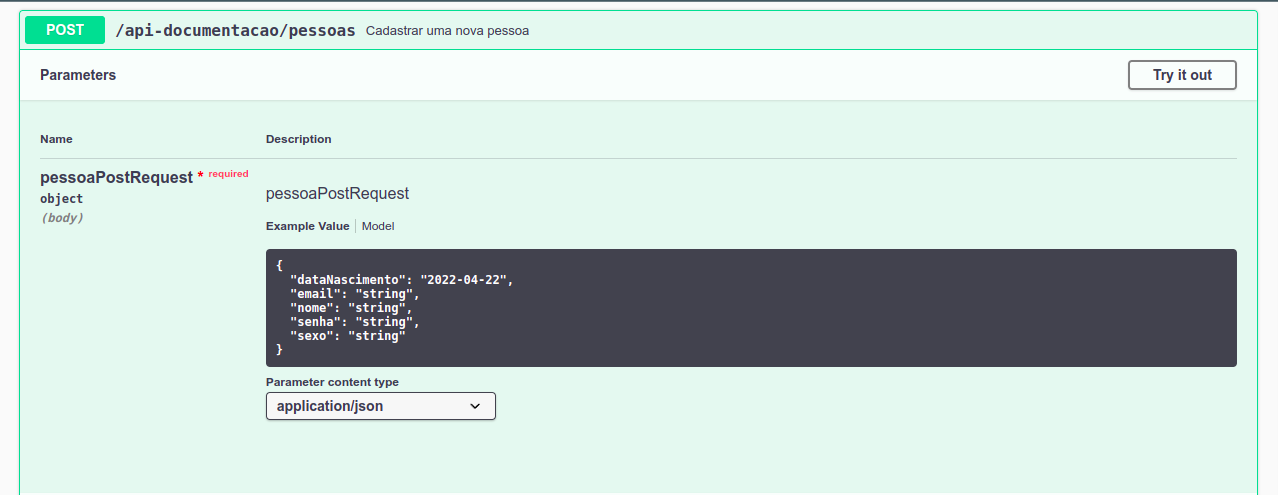 POST /api-documentacao/pessoas Cadastrar uma nova pessoa
Parameters
Try it out
Name
Description
pessoaPostRequest * required
object
(body)
pessoaPostRequest
Example Value | Model
{
  "dataNascimento": "2022-04-22",
  "email": "string",
  "nome": "string",
  "senha": "string",
  "sexo": "string"
}
Parameter content type
application/json